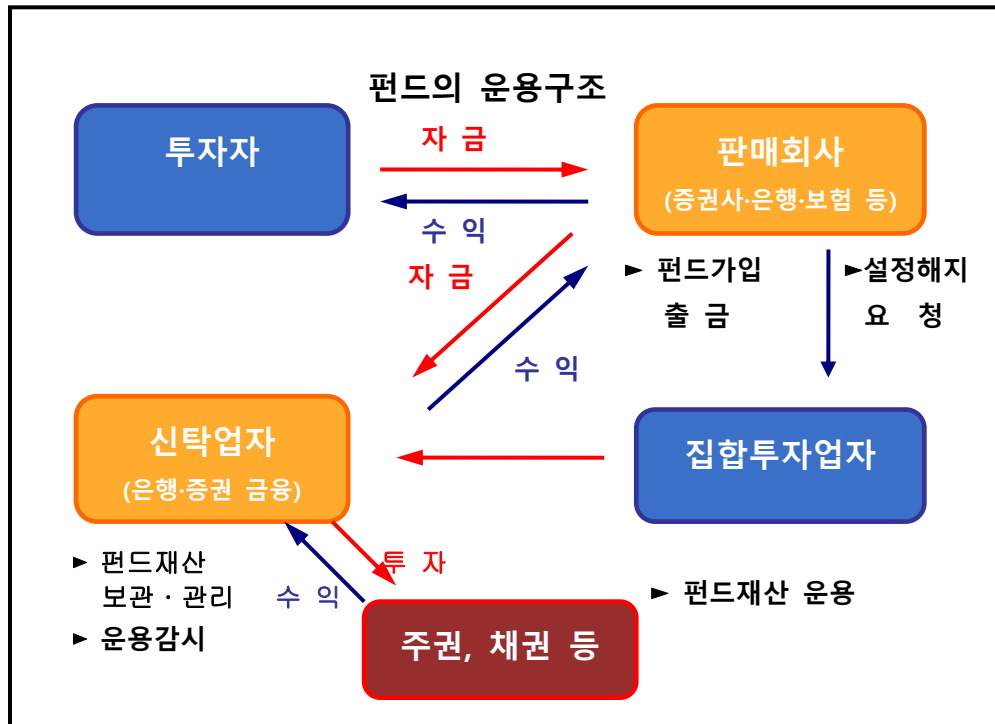 펀드의 운용구조
투자자
자 금
판매회사
(증권사·은행·보험 등)
수 익
자 금
► 펀드가입
출 금
►설정해지
요 청
수 익
신탁업자
(은행·증권 금융)
집합투자업자
► 펀드재산
보관 · 관리
► 운용감시
투 자
수 익
주권, 채권 등
► 펀드재산 운용